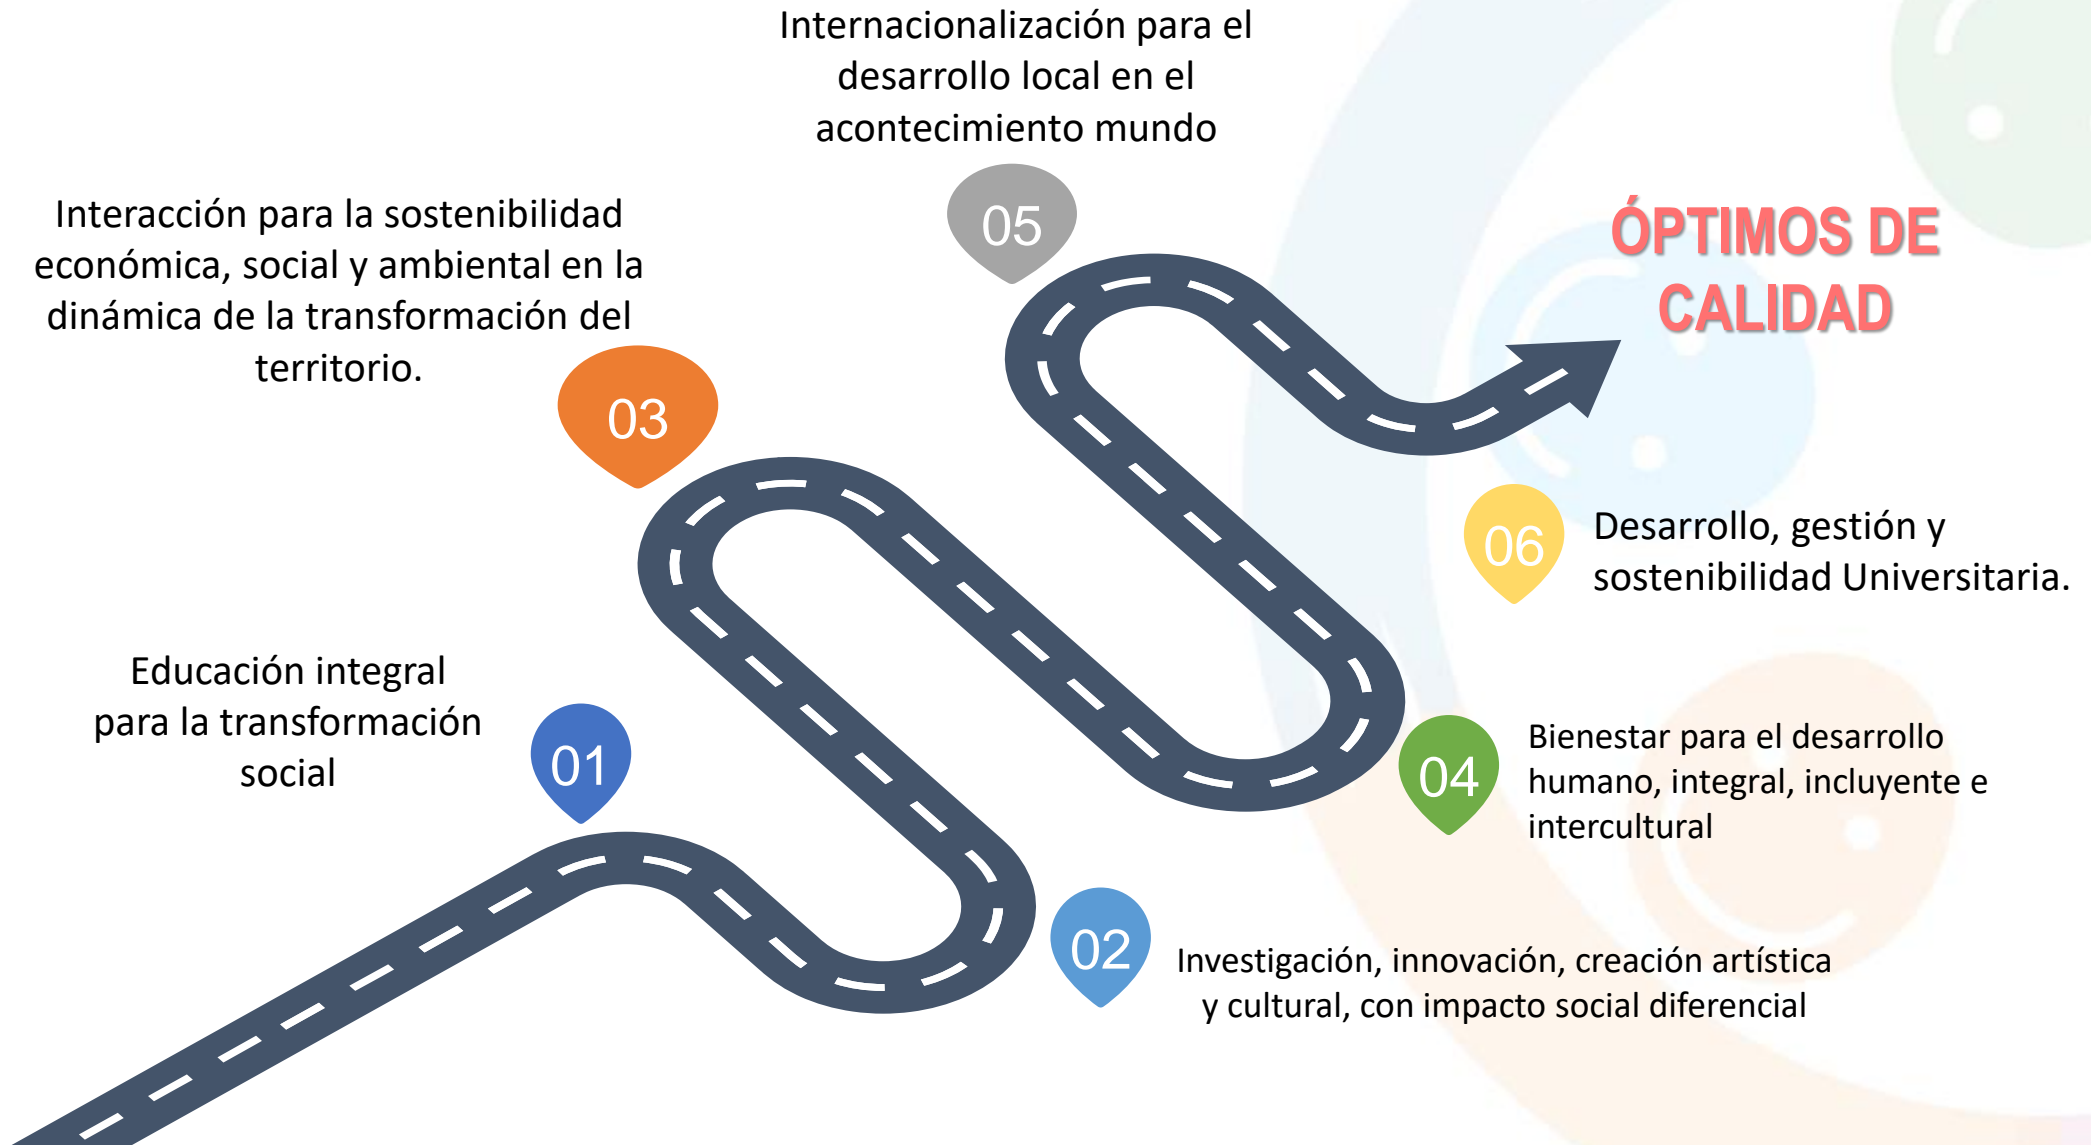 Internacionalización para el
desarrollo local en el
acontecimiento mundo
05
Interacción para la sostenibilidad
económica, social y ambiental en la
dinámica de la transformación del
territorio.
03
ÓPTIMOS DE
CALIDAD
06
Desarrollo, gestión y
sostenibilidad Universitaria.
Educación integral
para la transformación
social
01
04
Bienestar para el desarrollo
humano, integral, incluyente e
intercultural
02
Investigación, innovación, creación artística
y cultural, con impacto social diferencial